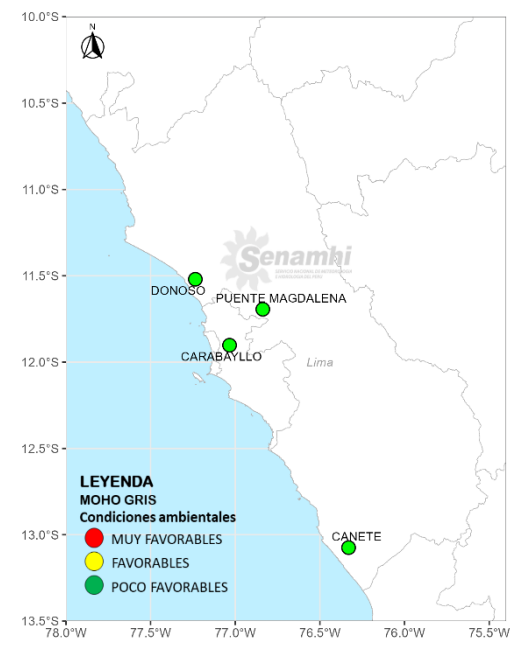 10.0°S
N
10.5°S
11.0°S
11.5°S
12.0°S
12.5°S
13.0°S
13.5°S
Senamhi
DONOSO
PUENTE MAGDALENA
CARABAYLLO
Lima
CANETE
LEYENDA
MOHO GRIS
Condiciones ambientales
MUY FAVORABLES
FAVORABLES
POCO FAVORABLES
78.0°W 77.5°W 77.0°W 76.5°W 76.0°W 75.5°W